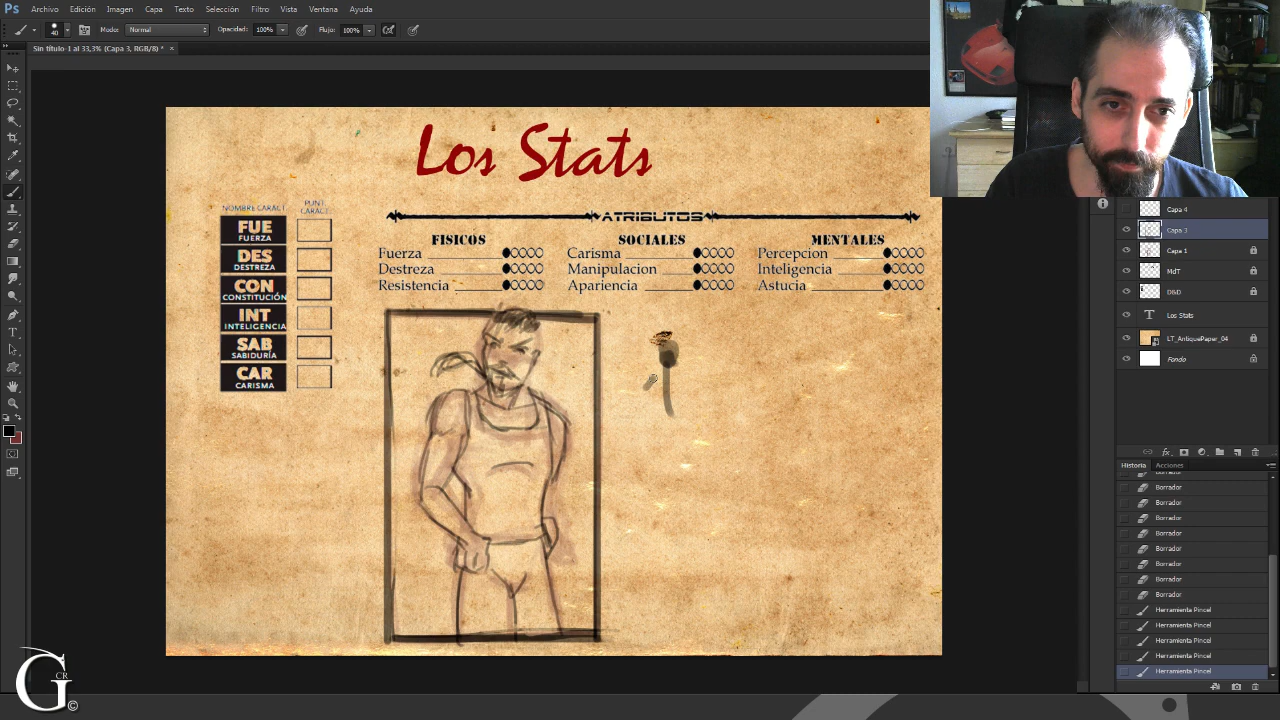 Ps Archivo Edición Imagen Capa Texto Selección Filtro Vista Ventana Ayuda
40 Modo: Normal Opacidad: 100% Flujo: 100%
Sin título-1 al 33,3% (Capa 3, RGB/8) * ×
Los Stats
NOMBRE CARACT. PUNT. CARACT.
FUE
FUERZA
DES
DESTREZA
CON
CONSTITUCIÓN
INT
INTELIGENCIA
SAB
SABIDURÍA
CAR
CARISMA
ATRIBUTOS
FISICOS SOCIALES MENTALES
Fuerza Carisma Percepcion
Destreza Manipulacion Inteligencia
Resistencia Apariencia Astucia
Capa 4
Capa 3
Capa 1
MdT
D&D
T Los Stats
LT_AntiquePaper_04
Fondo
fx
Historia Acciones
Borrador
Borrador
Borrador
Borrador
Borrador
Borrador
Borrador
Borrador
Herramienta Pincel
Herramienta Pincel
Herramienta Pincel
Herramienta Pincel
Herramienta Pincel
G CR ©